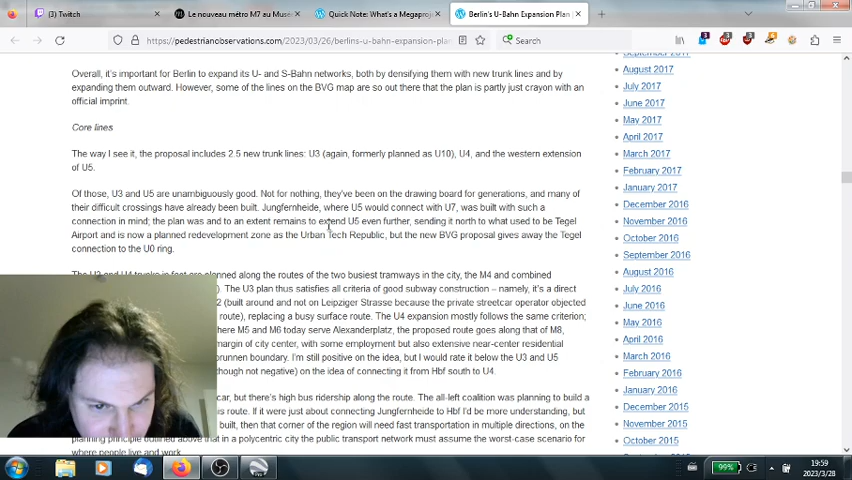 (3) Twitch
Le nouveau métro M7 au Musé
Quick Note: What's a Megaproje
Berlin's U-Bahn Expansion Plan |
https://pedestrianobservations.com/2023/03/26/berlins-u-bahn-expansion-plan
Search
Overall, it's important for Berlin to expand its U- and S-Bahn networks, both by densifying them with new trunk lines and by
expanding them outward. However, some of the lines on the BVG map are so out there that the plan is partly just crayon with an
official imprint.
Core lines
The way I see it, the proposal includes 2.5 new trunk lines: U3 (again, formerly planned as U10), U4, and the western extension
of U5.
Of those, U3 and U5 are unambiguously good. Not for nothing, they've been on the drawing board for generations, and many of
their difficult crossings have already been built. Jungfernheide, where U5 would connect with U7, was built with such a
connection in mind; the plan was and to an extent remains to extend U5 even further, sending it north to what used to be Tegel
Airport and is now a planned redevelopment zone as the Urban Tech Republic, but the new BVG proposal gives away the Tegel
connection to the U0 ring.
The U3 and U4 trunks in fact are planned along the routes of the two busiest tramways in the city, the M4 and combined
). The U3 plan thus satisfies all criteria of good subway construction – namely, it's a direct
2 (built around and not on Leipziger Strasse because the private streetcar operator objected
route), replacing a busy surface route. The U4 expansion mostly follows the same criterion;
here M5 and M6 today serve Alexanderplatz, the proposed route goes along that of M8,
margin of city center, with some employment but also extensive near-center residential
brunnen boundary. I'm still positive on the idea, but I would rate it below the U3 and U5
though not negative) on the idea of connecting it from Hbf south to U4.
car, but there's high bus ridership along the route. The all-left coalition was planning to build a
is route. If it were just about connecting Jungfernheide to Hbf I'd be more understanding, but
built, then that corner of the region will need fast transportation in multiple directions, on the
planning principle outlined above that in a polycentric city the public transport network must assume the worst-case scenario for
where people live and work.
September 2017
August 2017
July 2017
June 2017
May 2017
April 2017
March 2017
February 2017
January 2017
December 2016
November 2016
October 2016
September 2016
August 2016
July 2016
June 2016
May 2016
April 2016
March 2016
February 2016
January 2016
December 2015
November 2015
October 2015
99%
19:59
2023/3/28